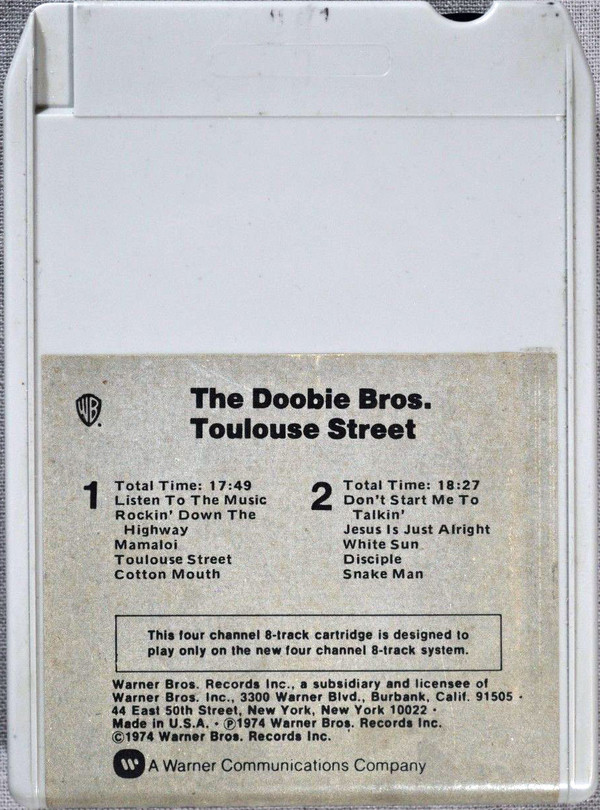 WB.
The Doobie Bros.
Toulouse Street
1
Total Time: 17:49
Listen To The Music
Rockin' Down The
Highway
Mamaloi
Toulouse Street
Cotton Mouth
2
Total Time: 18:27
Don't Start Me To
Talkin'
Jesus Is Just Alright
White Sun
Disciple
Snake Man
This four channel 8-track cartridge is designed to
play only on the new four channel 8-track system.
Warner Bros. Records Inc., a subsidiary and licensee of
Warner Bros. Inc., 3300 Warner Blvd., Burbank, Calif. 91505 ·
44 East 50th Street, New York, New York 10022 ·
Made in U.S.A. · ℗1974 Warner Bros. Records Inc.
©1974 Warner Bros. Records Inc.
A Warner Communications Company